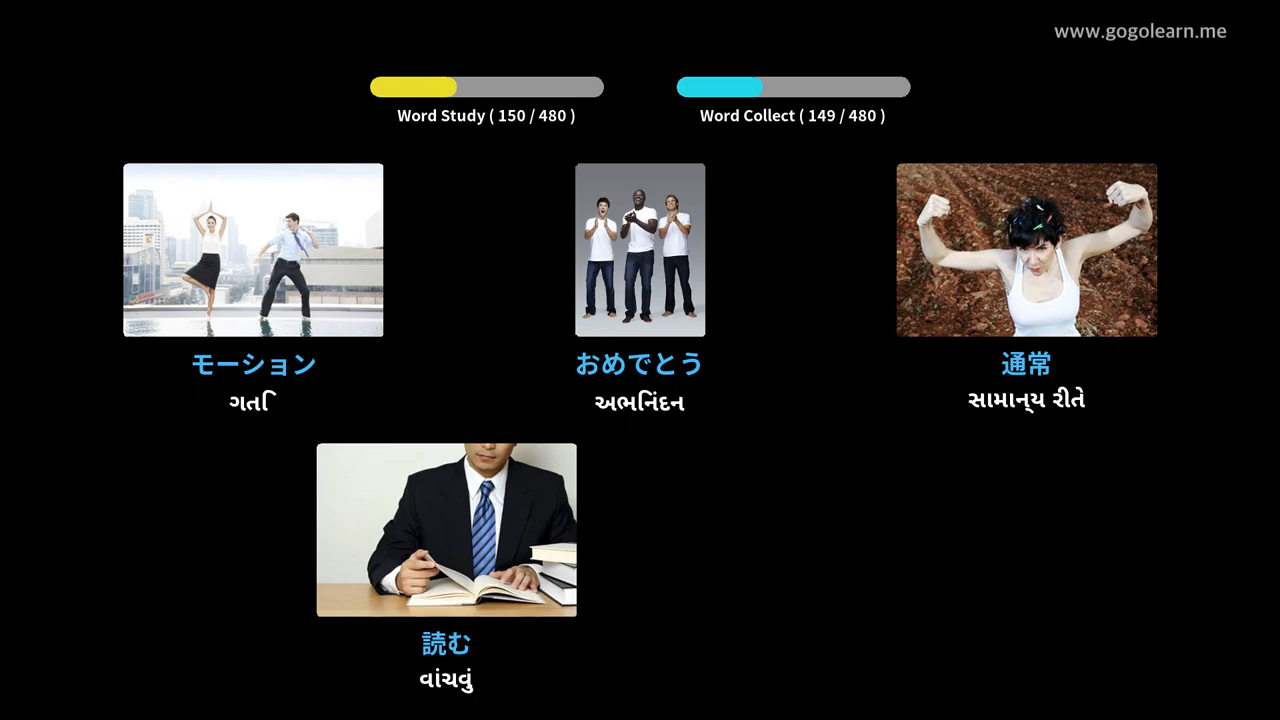 www.gogolearn.me
Word Study ( 150 / 480 )
Word Collect ( 149 / 480 )
モーション
ગતિ
おめでとう
અભિનંદન
通常
સામાન્ય રીતે
読む
વાંચવું